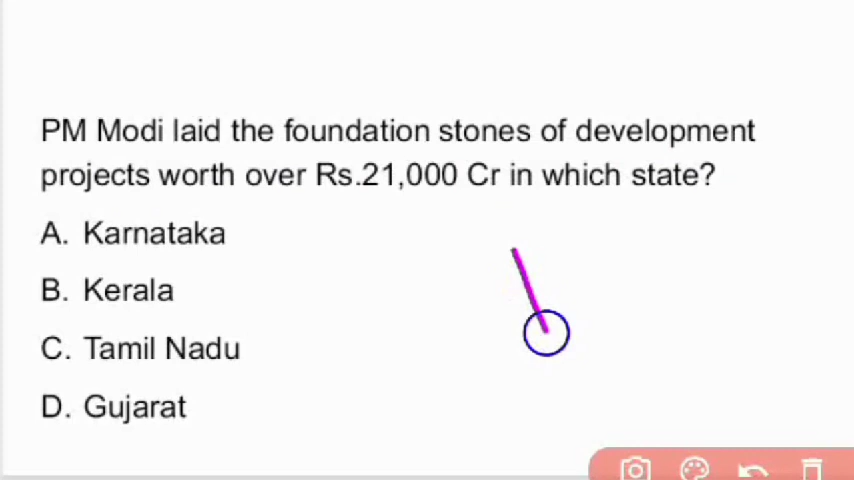 PM Modi laid the foundation stones of development
projects worth over Rs.21,000 Cr in which state?
A. Karnataka
B. Kerala
C. Tamil Nadu
D. Gujarat